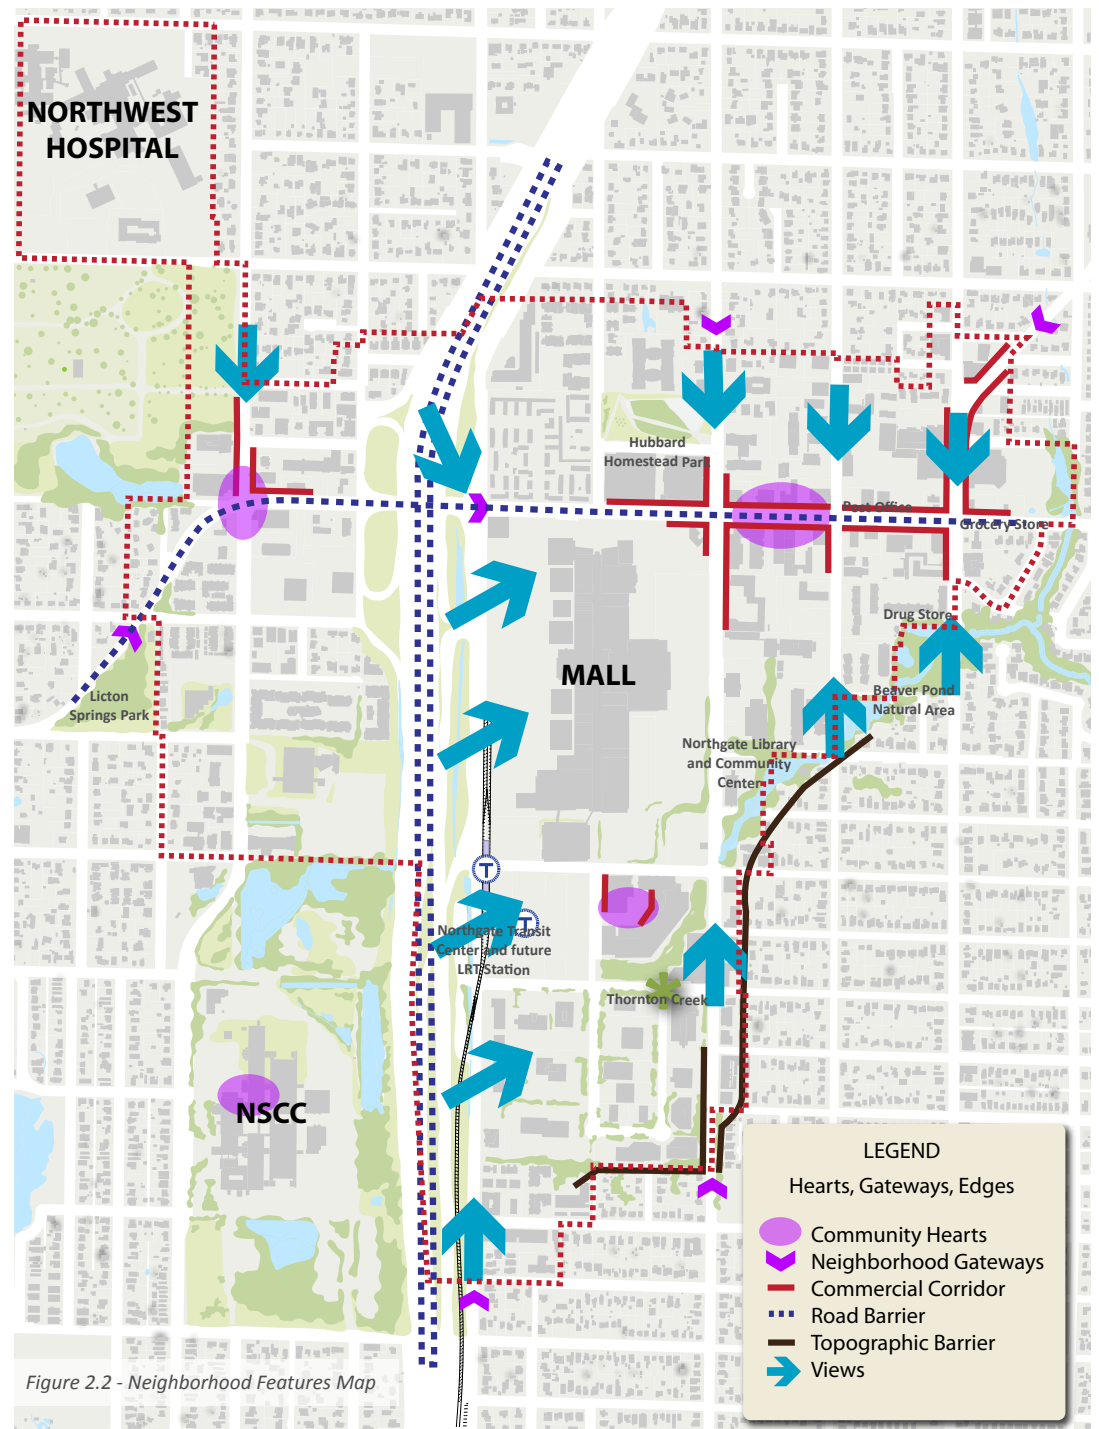 NORTHWEST
HOSPITAL
Hubbard
Homestead Park
Post Office
Grocery Store
MALL
Drug Store
Licton
Springs Park
Beaver Pond
Natural Area
Northgate Library
and Community
Center
T
T
Northgate Transit
Center and future
LRT Station
Thornton Creek
NSCC
LEGEND
Hearts, Gateways, Edges
Community Hearts
Neighborhood Gateways
Commercial Corridor
Road Barrier
Topographic Barrier
Views
Figure 2.2 - Neighborhood Features Map